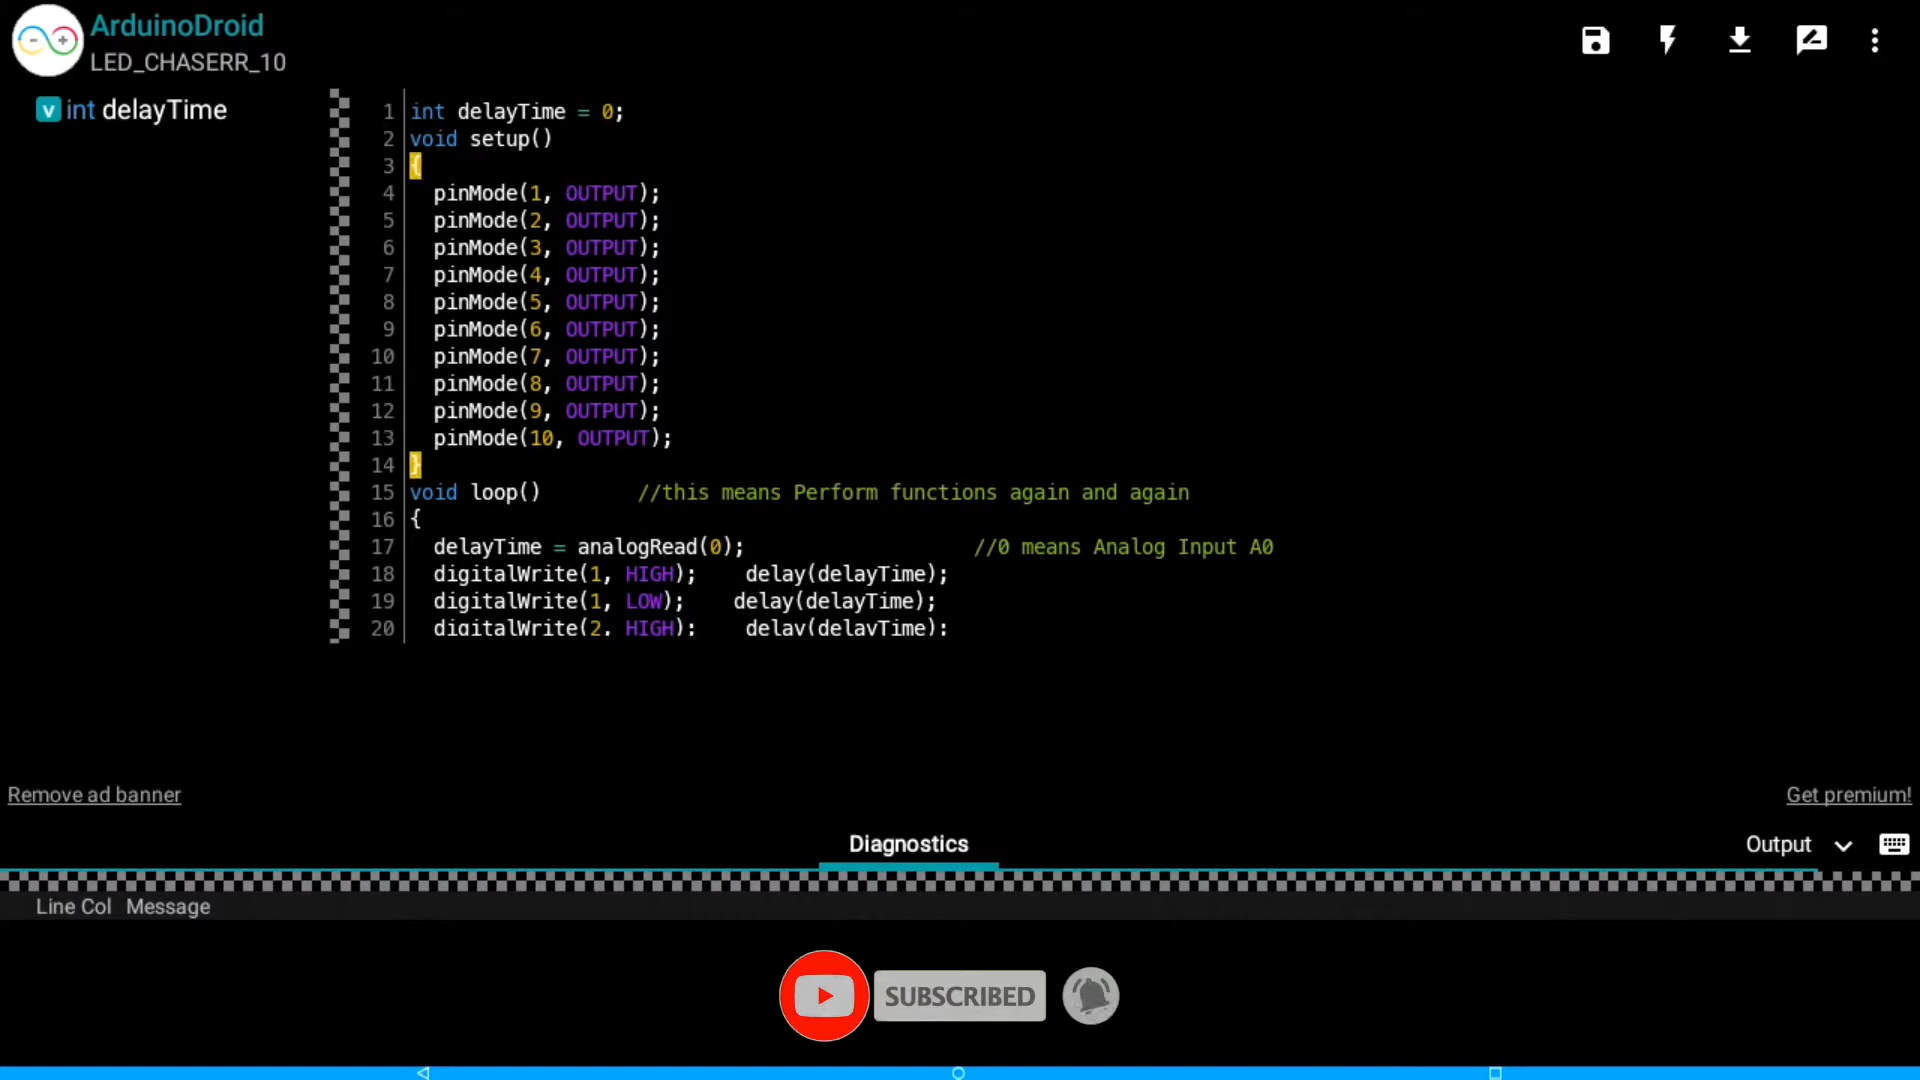 ArduinoDroid
LED_CHASERR_10
v int delayTime
1 int delayTime = 0;
2 void setup()
3 {
4   pinMode(1, OUTPUT);
5   pinMode(2, OUTPUT);
6   pinMode(3, OUTPUT);
7   pinMode(4, OUTPUT);
8   pinMode(5, OUTPUT);
9   pinMode(6, OUTPUT);
10   pinMode(7, OUTPUT);
11   pinMode(8, OUTPUT);
12   pinMode(9, OUTPUT);
13   pinMode(10, OUTPUT);
14 }
15 void loop()        //this means Perform functions again and again
16 {
17   delayTime = analogRead(0);                   //0 means Analog Input A0
18   digitalWrite(1, HIGH);    delay(delayTime);
19   digitalWrite(1, LOW);    delay(delayTime);
20   digitalWrite(2, HIGH);    delay(delayTime);
Remove ad banner
Get premium!
Diagnostics
Output
Line Col Message
SUBSCRIBED